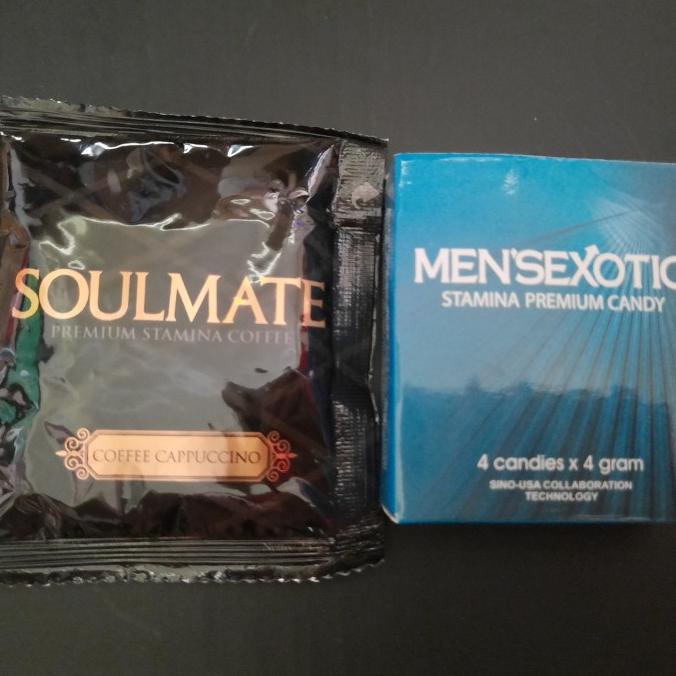 SOULMATE
PREMIUM STAMINA COFFEE
COFFEE CAPPUCCINO
MEN'SEXOTIC
STAMINA PREMIUM CANDY
4 candies x 4 gram
SINO-USA COLLABORATION
TECHNOLOGY